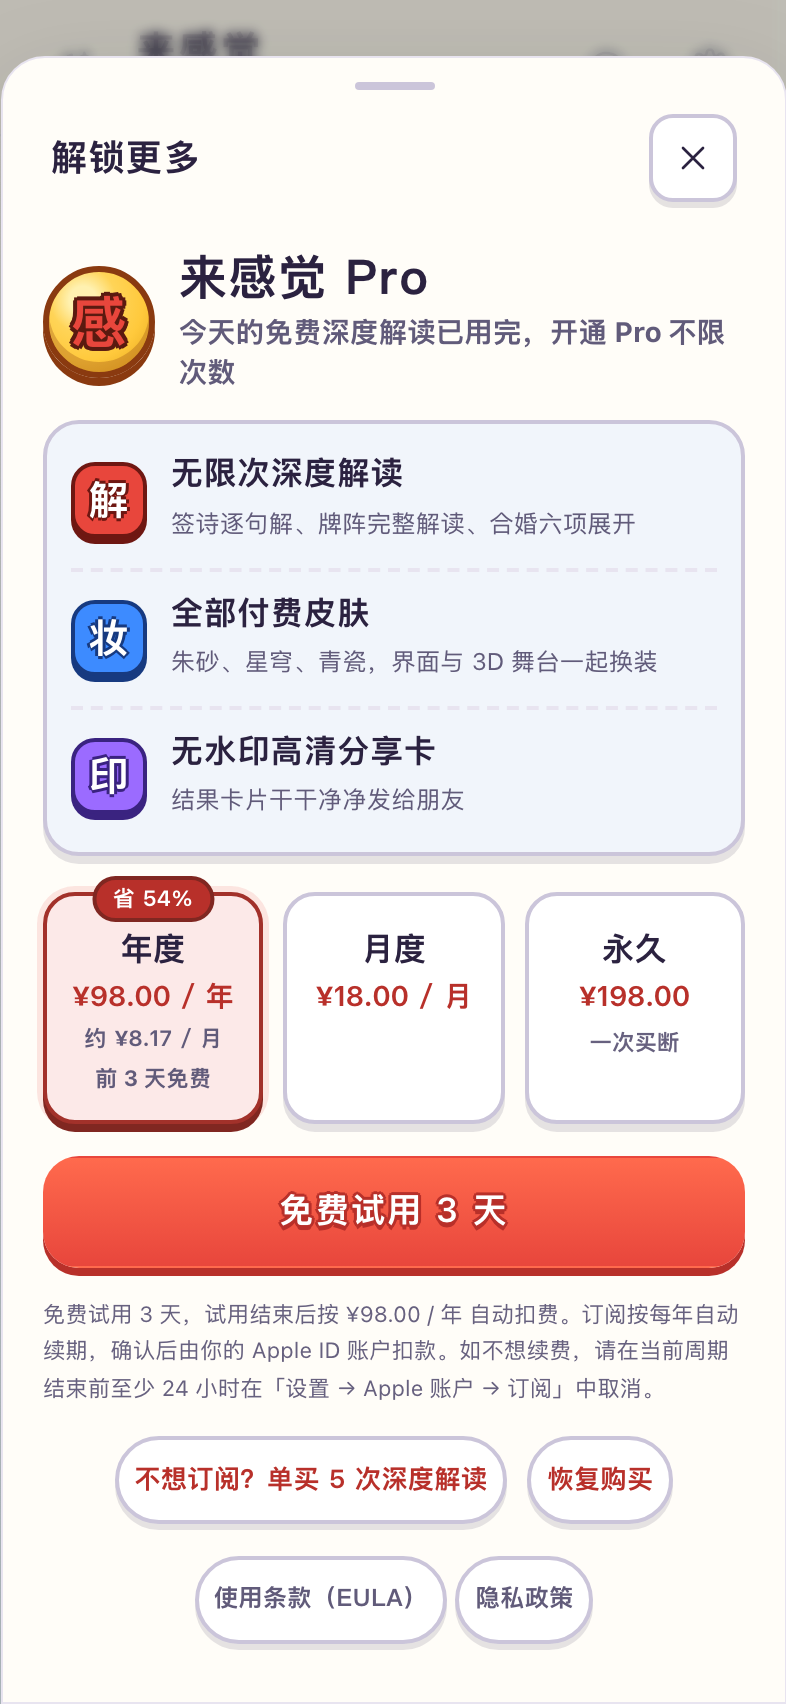 来感觉
解锁更多
感
来感觉 Pro
今天的免费深度解读已用完，开通 Pro 不限
次数
解
无限次深度解读
签诗逐句解、牌阵完整解读、合婚六项展开
妆
全部付费皮肤
朱砂、星穹、青瓷，界面与 3D 舞台一起换装
印
无水印高清分享卡
结果卡片干干净净发给朋友
省 54%
年度
¥98.00 / 年
约 ¥8.17 / 月
前 3 天免费
月度
¥18.00 / 月
永久
¥198.00
一次买断
免费试用 3 天
免费试用 3 天，试用结束后按 ¥98.00 / 年 自动扣费。订阅按每年自动
续期，确认后由你的 Apple ID 账户扣款。如不想续费，请在当前周期
结束前至少 24 小时在「设置 → Apple 账户 → 订阅」中取消。
不想订阅？单买 5 次深度解读
恢复购买
使用条款（EULA）
隐私政策